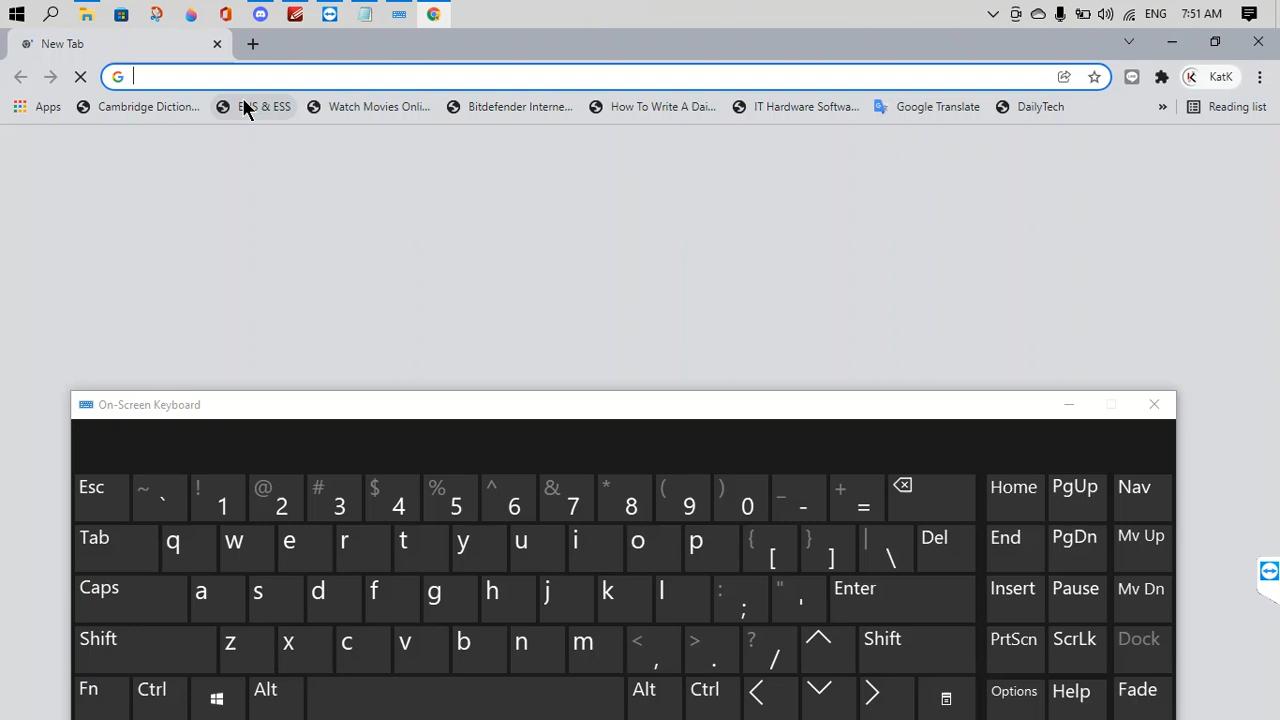 ENG 7:51 AM
New Tab
KatK
Apps Cambridge Diction... & ESS Watch Movies Onli... Bitdefender Interne... How To Write A Dai... IT Hardware Softwa... Google Translate DailyTech » Reading list
On-Screen Keyboard
Esc ~ ` ! 1 @ 2 # 3 $ 4 % 5 ^ 6 & 7 * 8 ( 9 ) 0 _ - + = Home PgUp Nav
Tab q w e r t y u i o p { [ } ] | \ Del End PgDn Mv Up
Caps a s d f g h j k l : ; " ' Enter Insert Pause Mv Dn
Shift z x c v b n m < , > . ? / Shift PrtScn ScrLk Dock
Fn Ctrl Alt Alt Ctrl Options Help Fade